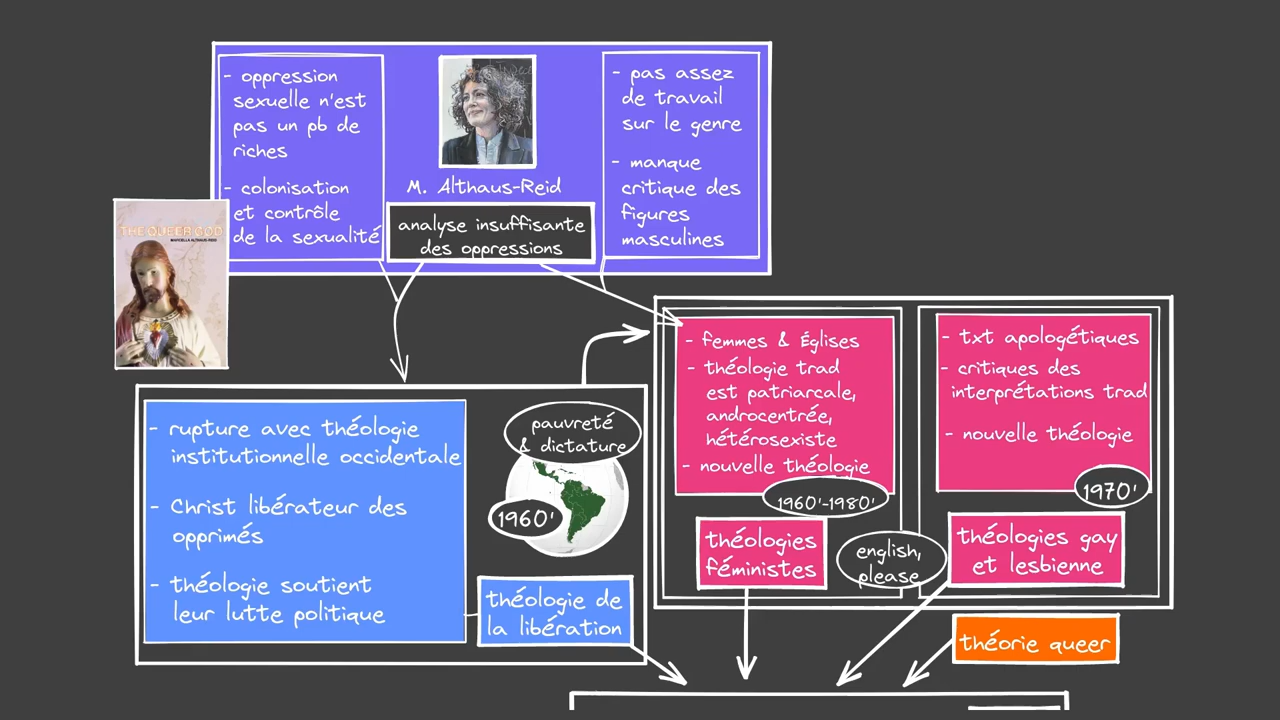 - oppression
sexuelle n'est
pas un pb de
riches
- colonisation
et contrôle
de la sexualité
M. Althaus-Reid
analyse insuffisante
des oppressions
- pas assez
de travail
sur le genre
- manque
critique des
figures
masculines
THE QUEER GOD
MARCELLA ALTHAUS-REID
- rupture avec théologie
institutionnelle occidentale
- Christ libérateur des
opprimés
- théologie soutient
leur lutte politique
pauvreté
& dictature
1960'
théologie de
la libération
- femmes & Églises
- théologie trad
est patriarcale,
androcentrée,
hétérosexiste
- nouvelle théologie
1960'-1980'
théologies
féministes
english,
please
- txt apologétiques
- critiques des
interprétations trad
- nouvelle théologie
1970'
théologies gay
et lesbienne
théorie queer